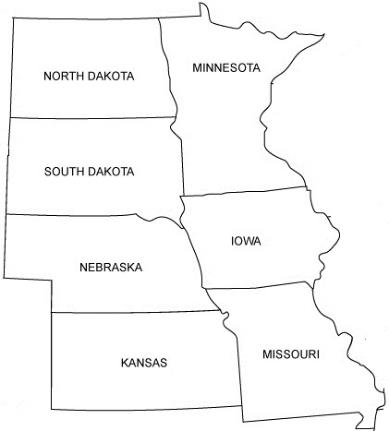 NORTH DAKOTA
MINNESOTA
SOUTH DAKOTA
IOWA
NEBRASKA
KANSAS
MISSOURI